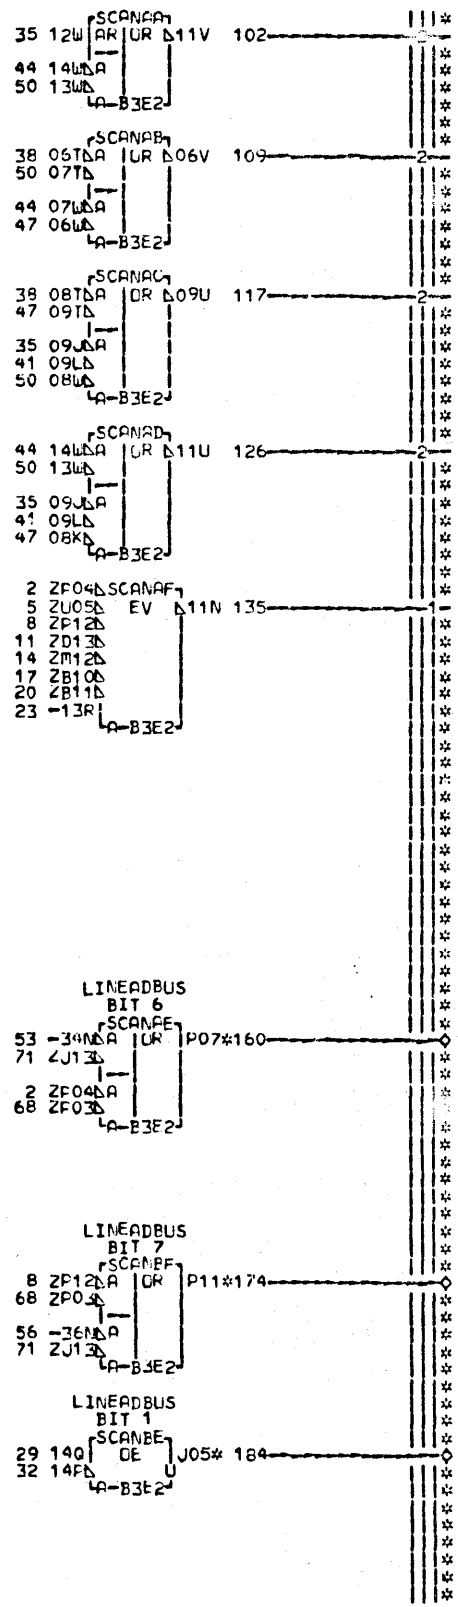 SCANAA
35 12W AR OR 11V 102
44 14W A
50 13W
A-B3E2
SCANAB
38 06T A OR 06V 109 2
50 07T
44 07W A
47 06W
A-B3E2
SCANAC
38 08T A OR 09U 117 2
47 09T
35 09J A
41 09L
50 08W
A-B3E2
SCANAD
44 14W A OR 11U 126 2
50 13W
35 09J A
41 09L
47 08K
A-B3E2
2 ZP04 SCANAF
5 ZU05 EV 11N 135 1
8 ZP12
11 ZD13
14 ZM12
17 ZB10
20 ZB11
23 -13R
A-B3E2
LINEADBUS
BIT 6
SCANAE
53 -34N A OR P07*160
71 ZJ13
2 ZP04 A
68 ZP03
A-B3E2
LINEADBUS
BIT 7
SCANBF
8 ZP12 A OR P11*174
68 ZP03
56 -36N A
71 ZJ13
A-B3E2
LINEADBUS
BIT 1
SCANBE
29 14Q OE J05* 184
32 14P U
A-B3E2